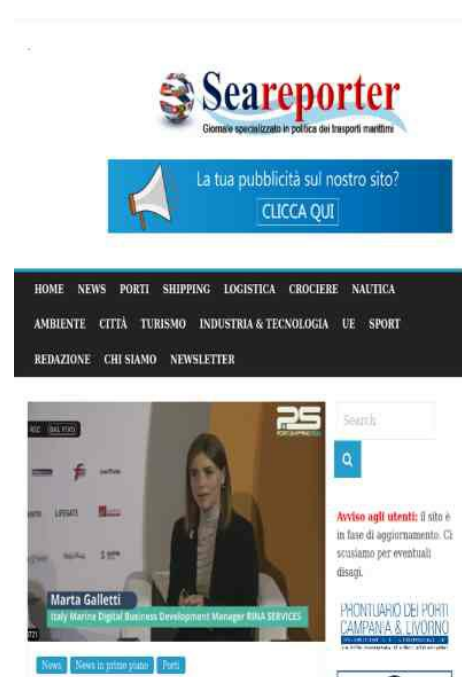 Seareporter
Giornale specializzato in politica dei trasporti marittimi
La tua pubblicità sul nostro sito?
CLICCA QUI
HOME NEWS PORTI SHIPPING LOGISTICA CROCIERE NAUTICA
AMBIENTE CITTÀ TURISMO INDUSTRIA & TECNOLOGIA UE SPORT
REDAZIONE CHI SIAMO NEWSLETTER
PS
Marta Galletti
Italy Marine Digital Business Development Manager RINA SERVICES
News News in primo piano Porti
Search
Avviso agli utenti: il sito è
in fase di aggiornamento. Ci
scusiamo per eventuali
disagi.
PHONTUARIO DEI PORTI
CAMPANIA & LIVORNO